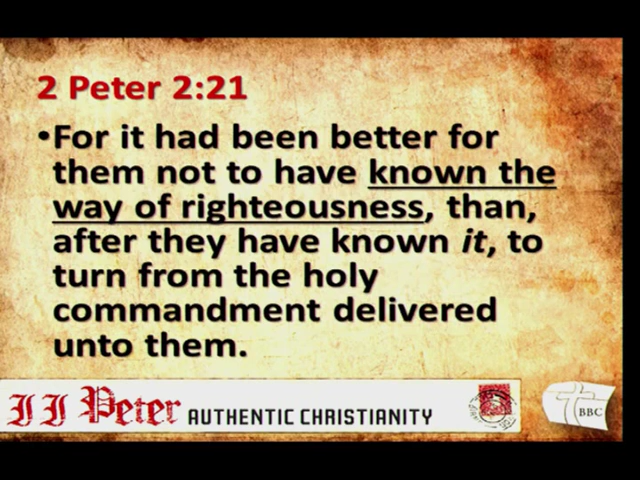 2 Peter 2:21
•For it had been better for
them not to have known the
way of righteousness, than,
after they have known it, to
turn from the holy
commandment delivered
unto them.
II Peter AUTHENTIC CHRISTIANITY
BBC